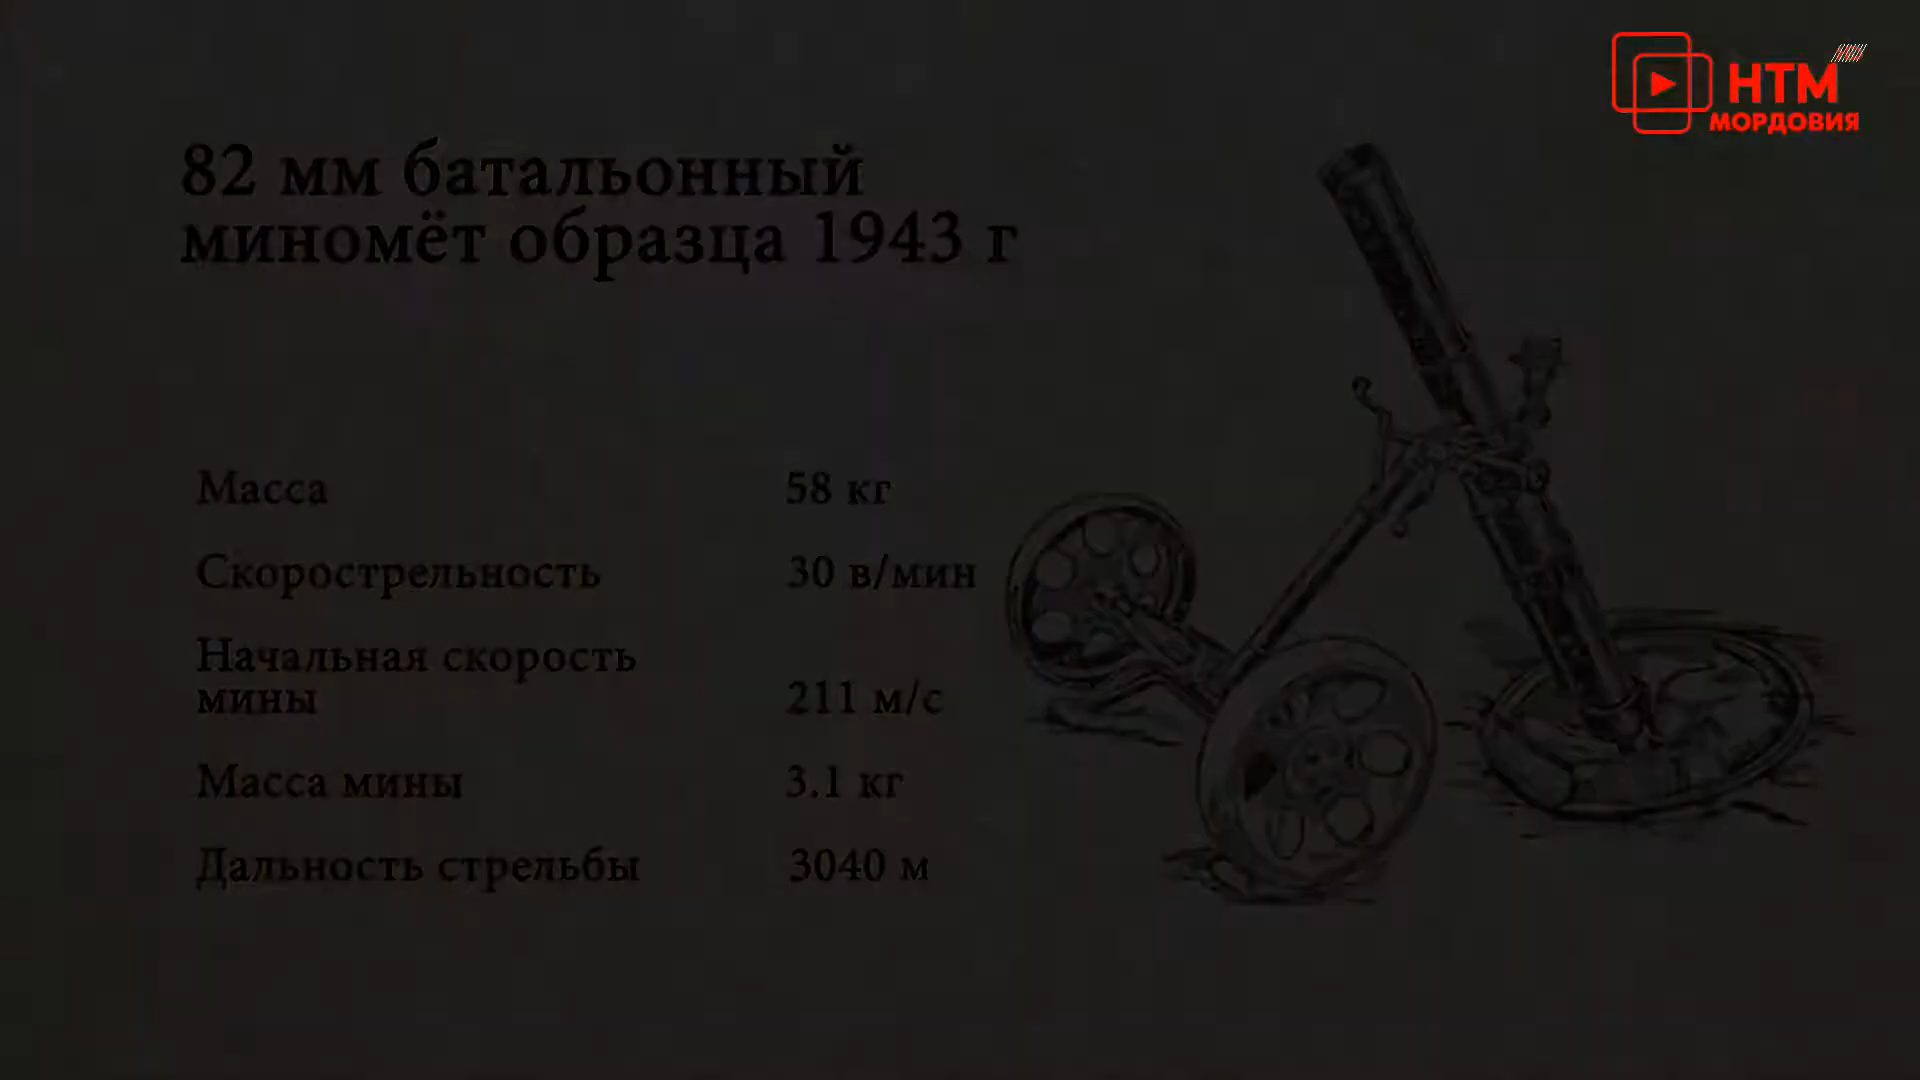 НТМ
МОРДОВИЯ
82 мм батальонный
миномёт образца 1943 г
Масса 58 кг
Скорострельность 30 в/мин
Начальная скорость
мины 211 м/с
Масса мины 3.1 кг
Дальность стрельбы 3040 м